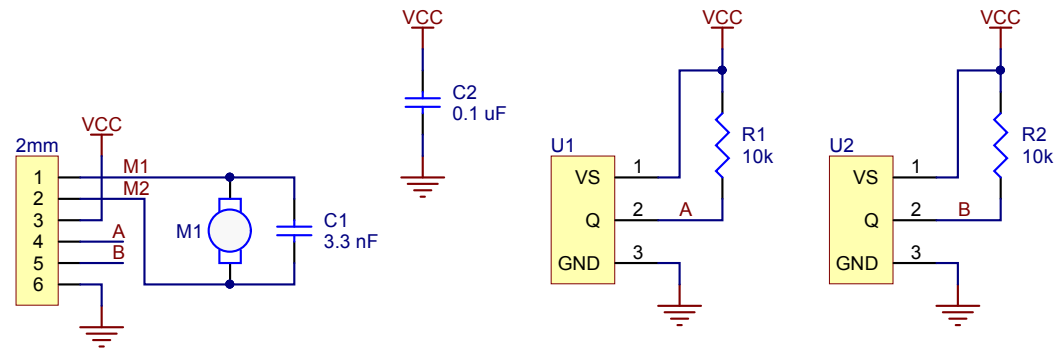 2mm
VCC
1
2
3
4
5
6
M1
M2
A
B
M1
C1
3.3 nF
VCC
C2
0.1 uF
VCC
U1
VS
Q
GND
1
2
3
A
R1
10k
VCC
U2
VS
Q
GND
1
2
3
B
R2
10k